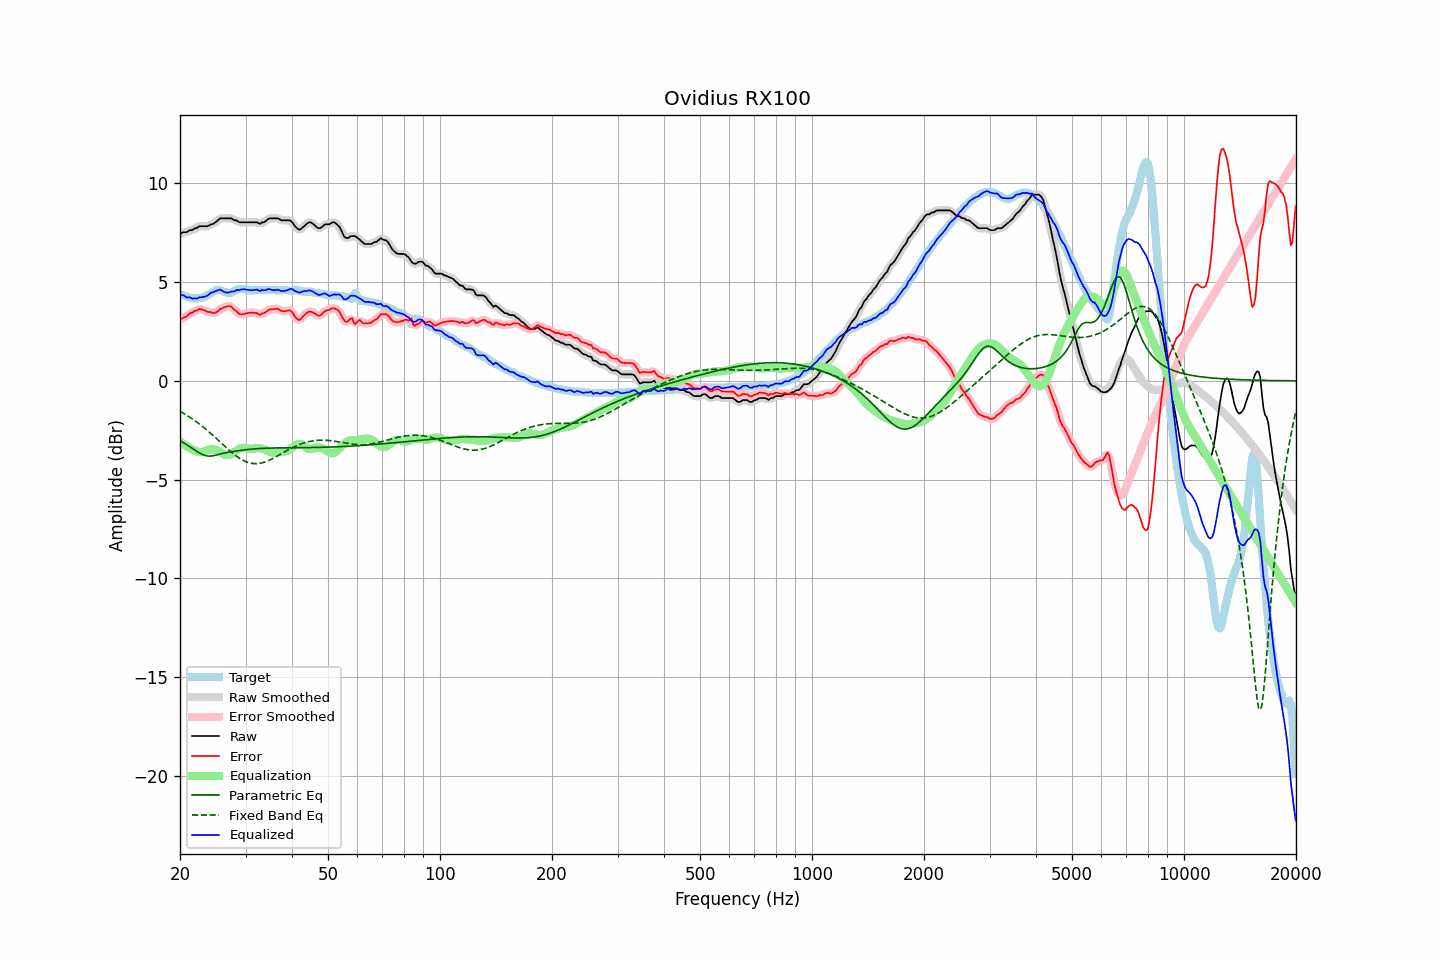 Ovidius RX100
Amplitude (dBr)
10
5
0
−5
−10
−15
−20
Target
Raw Smoothed
Error Smoothed
Raw
Error
Equalization
Parametric Eq
Fixed Band Eq
Equalized
20 50 100 200 500 1000 2000 5000 10000 20000
Frequency (Hz)